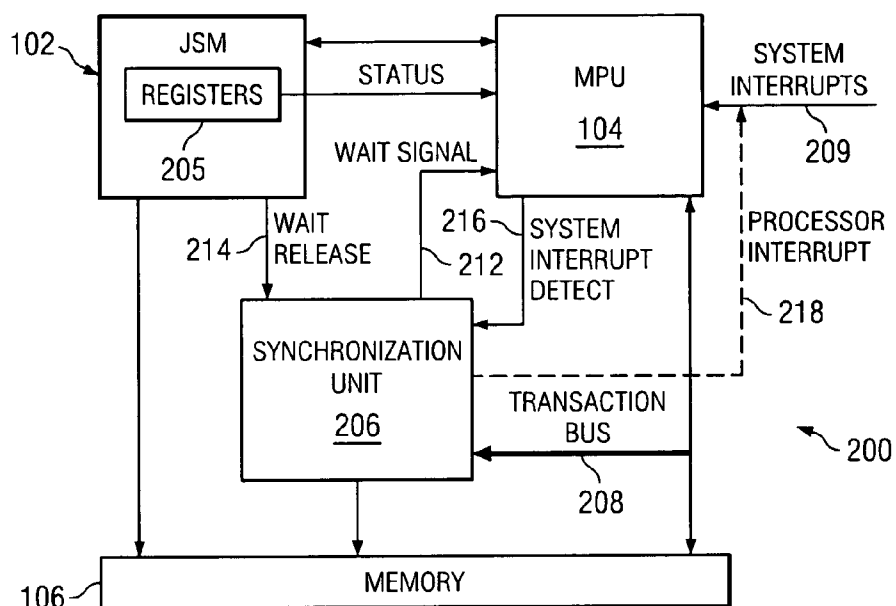 102
JSM
REGISTERS
205
STATUS
MPU
104
SYSTEM
INTERRUPTS
209
WAIT SIGNAL
214
WAIT
RELEASE
212
216
SYSTEM
INTERRUPT
DETECT
PROCESSOR
INTERRUPT
218
SYNCHRONIZATION
UNIT
206
TRANSACTION
BUS
208
200
106
MEMORY